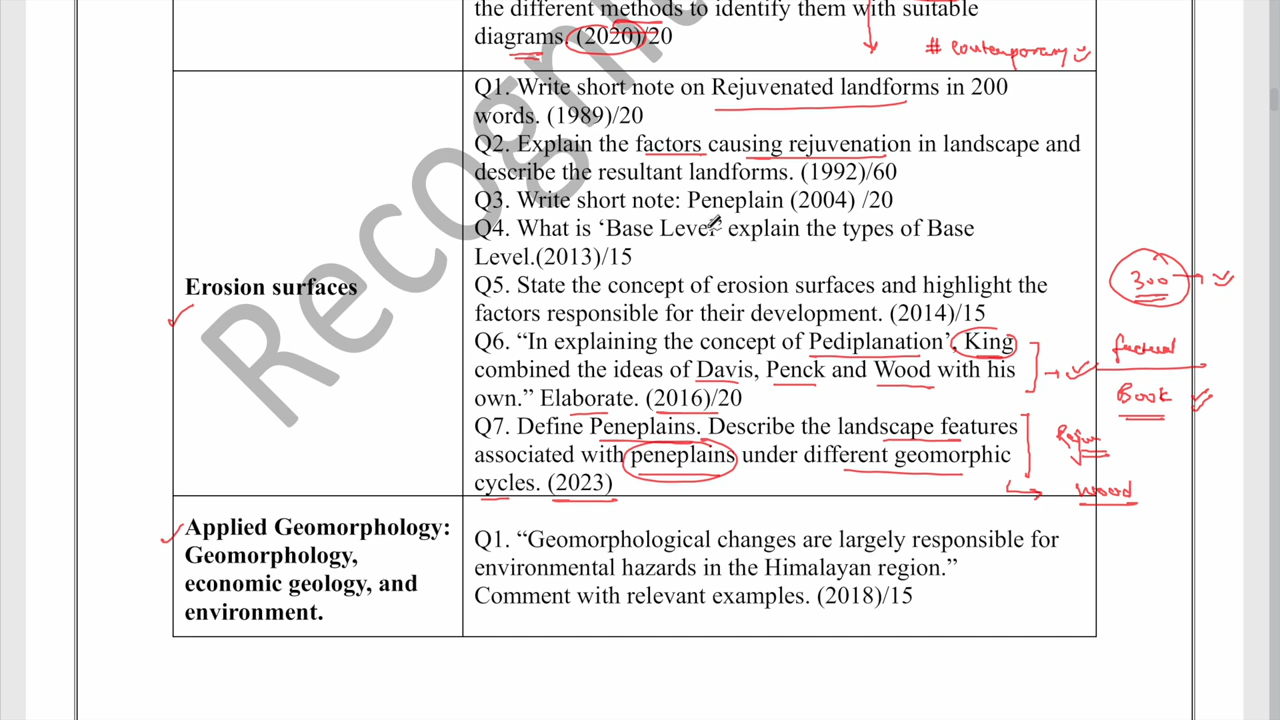 the different methods to identify them with suitable
diagrams. (2020)/20
# contemporary
Erosion surfaces
Q1. Write short note on Rejuvenated landforms in 200
words. (1989)/20
Q2. Explain the factors causing rejuvenation in landscape and
describe the resultant landforms. (1992)/60
Q3. Write short note: Peneplain (2004) /20
Q4. What is ‘Base Level’ explain the types of Base
Level.(2013)/15
Q5. State the concept of erosion surfaces and highlight the
factors responsible for their development. (2014)/15
Q6. “In explaining the concept of Pediplanation’, King
combined the ideas of Davis, Penck and Wood with his
own.” Elaborate. (2016)/20
Q7. Define Peneplains. Describe the landscape features
associated with peneplains under different geomorphic
cycles. (2023)
300
factual
Book
wood
Applied Geomorphology:
Geomorphology,
economic geology, and
environment.
Q1. “Geomorphological changes are largely responsible for
environmental hazards in the Himalayan region.”
Comment with relevant examples. (2018)/15